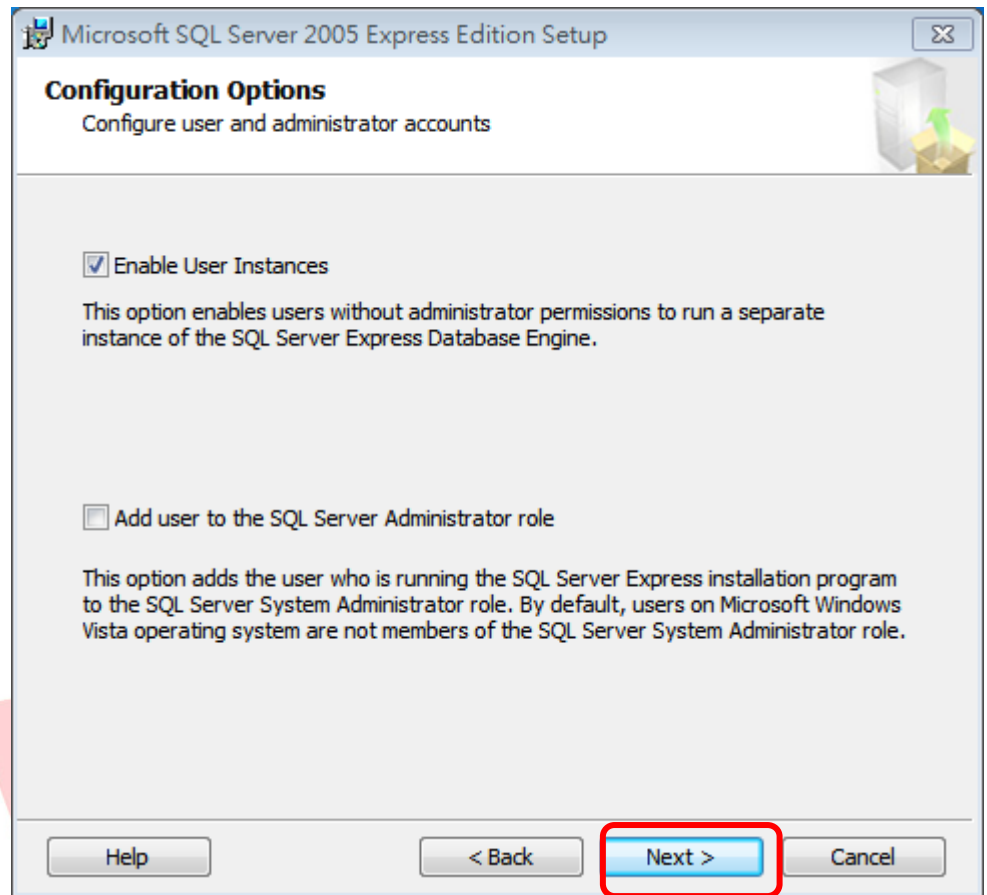 Microsoft SQL Server 2005 Express Edition Setup
Configuration Options
Configure user and administrator accounts
Enable User Instances
This option enables users without administrator permissions to run a separate
instance of the SQL Server Express Database Engine.
Add user to the SQL Server Administrator role
This option adds the user who is running the SQL Server Express installation program
to the SQL Server System Administrator role. By default, users on Microsoft Windows
Vista operating system are not members of the SQL Server System Administrator role.
Help < Back Next > Cancel